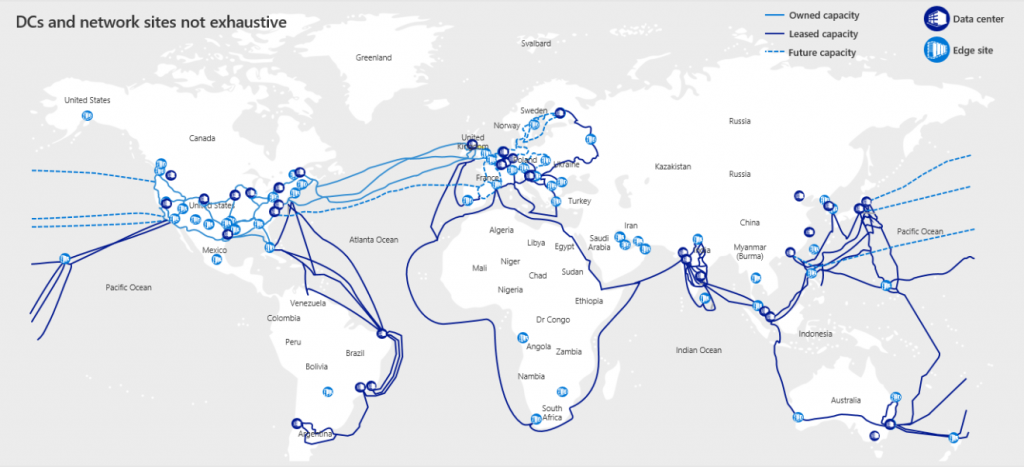 DCs and network sites not exhaustive
Owned capacity
Leased capacity
Future capacity
Data center
Edge site
Svalbard
Greenland
United States
Canada
Sweden
Norway
United
Kingdom
Poland
Ukraine
France
Russia
Kazakhstan
Russia
United States
Turkey
Mexico
Atlanta Ocean
Algeria
Libya
Egypt
Saudi
Arabia
Iran
India
China
Myanmar
(Burma)
Pacific Ocean
Pacific Ocean
Mali
Niger
Chad
Sudan
Nigeria
Ethiopia
Venezuela
Colombia
Peru
Brazil
Bolivia
Dr Congo
Angola
Zambia
Namibia
South
Africa
Indian Ocean
Indonesia
Australia
Argentina